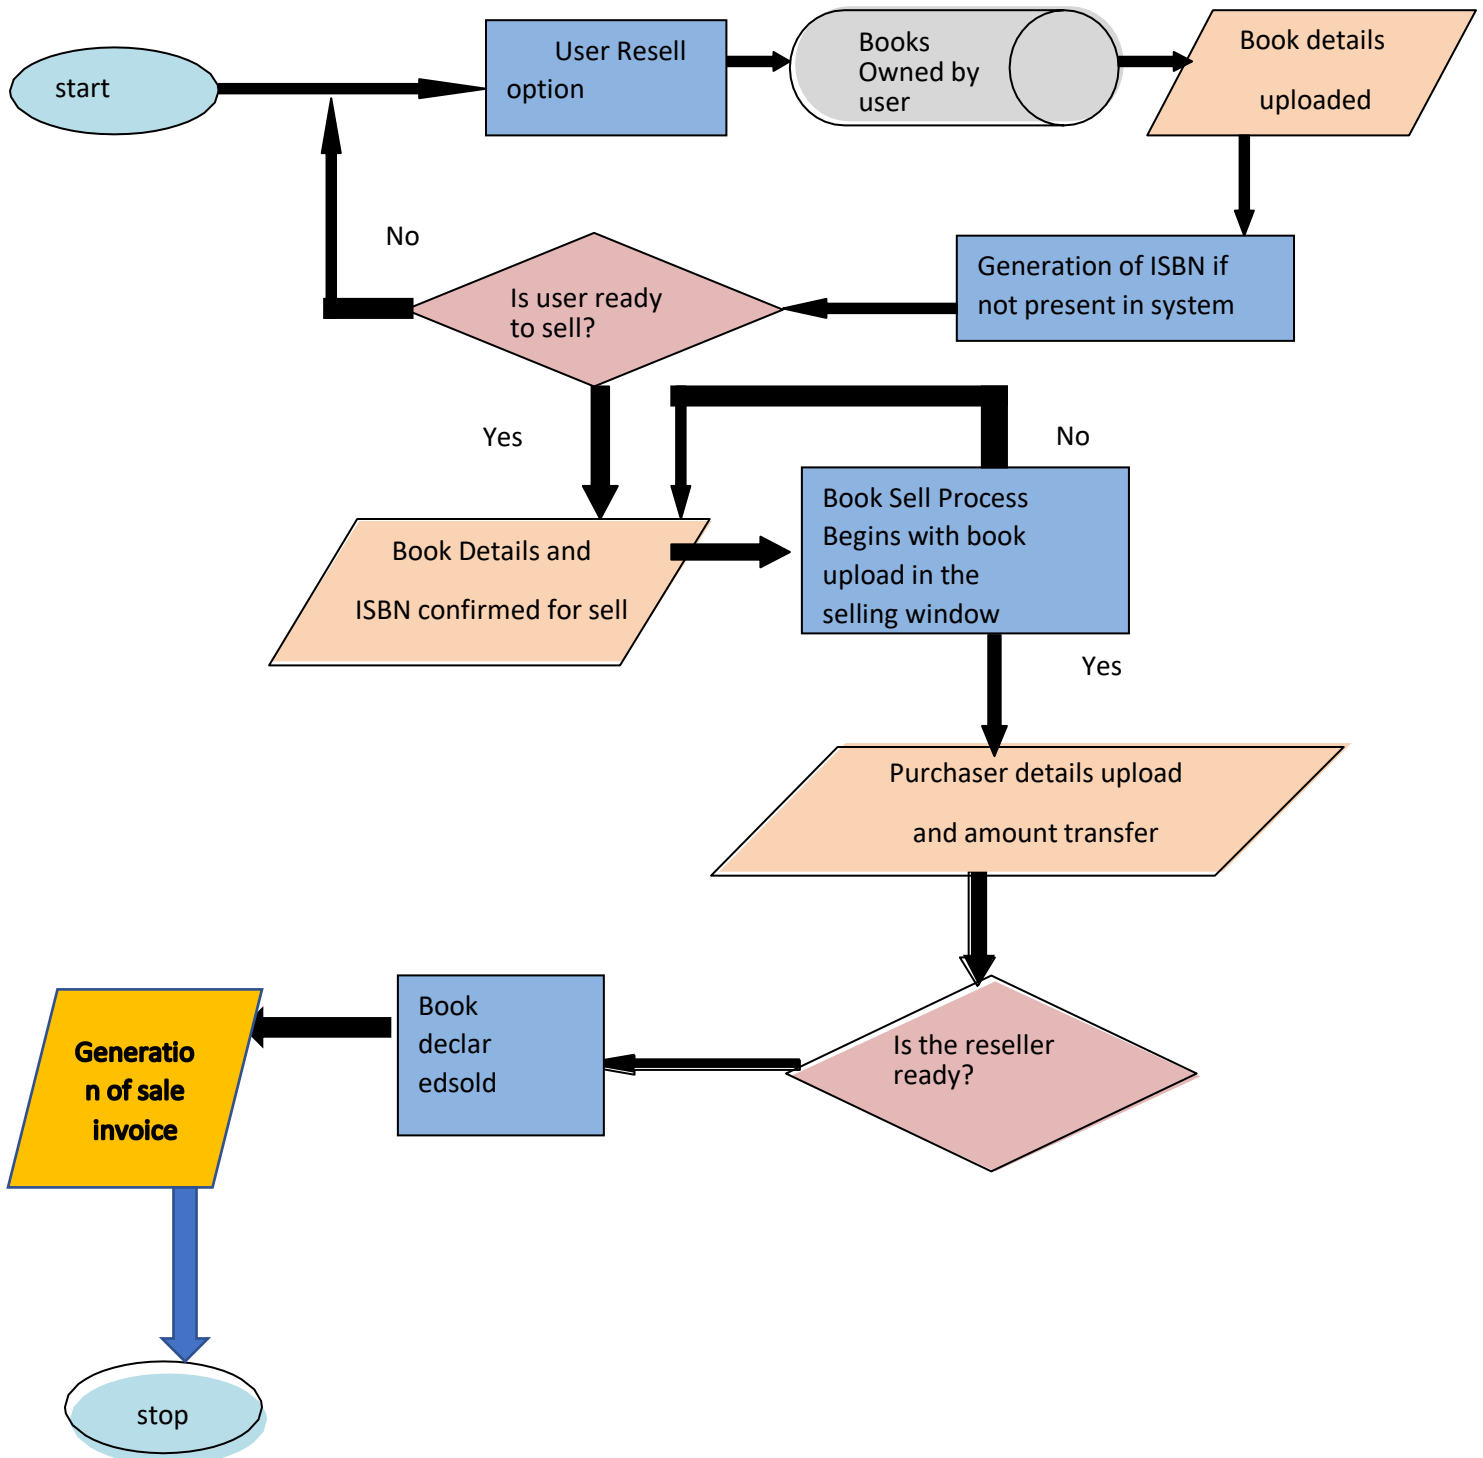 start
User Resell
option
Books
Owned by
user
Book details
uploaded
No
Is user ready
to sell?
Generation of ISBN if
not present in system
Yes
No
Book Details and
ISBN confirmed for sell
Book Sell Process
Begins with book
upload in the
selling window
Yes
Purchaser details upload
and amount transfer
Is the reseller
ready?
Book
declar
edsold
Generatio
n of sale
invoice
stop